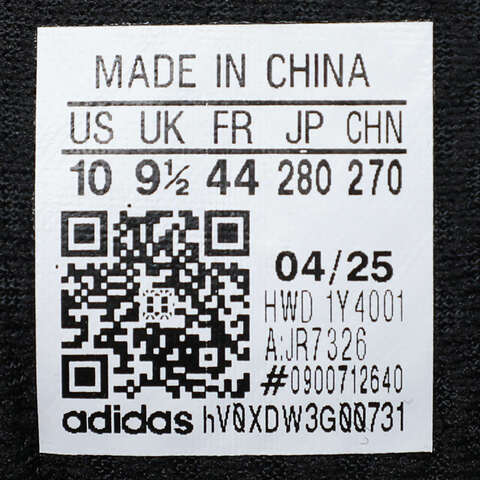 MADE IN CHINA
US UK FR JP CHN
10 9½ 44 280 270
04/25
HWD 1Y4001
A:JR7326
#0900712640
adidas hV0XDW3G00731